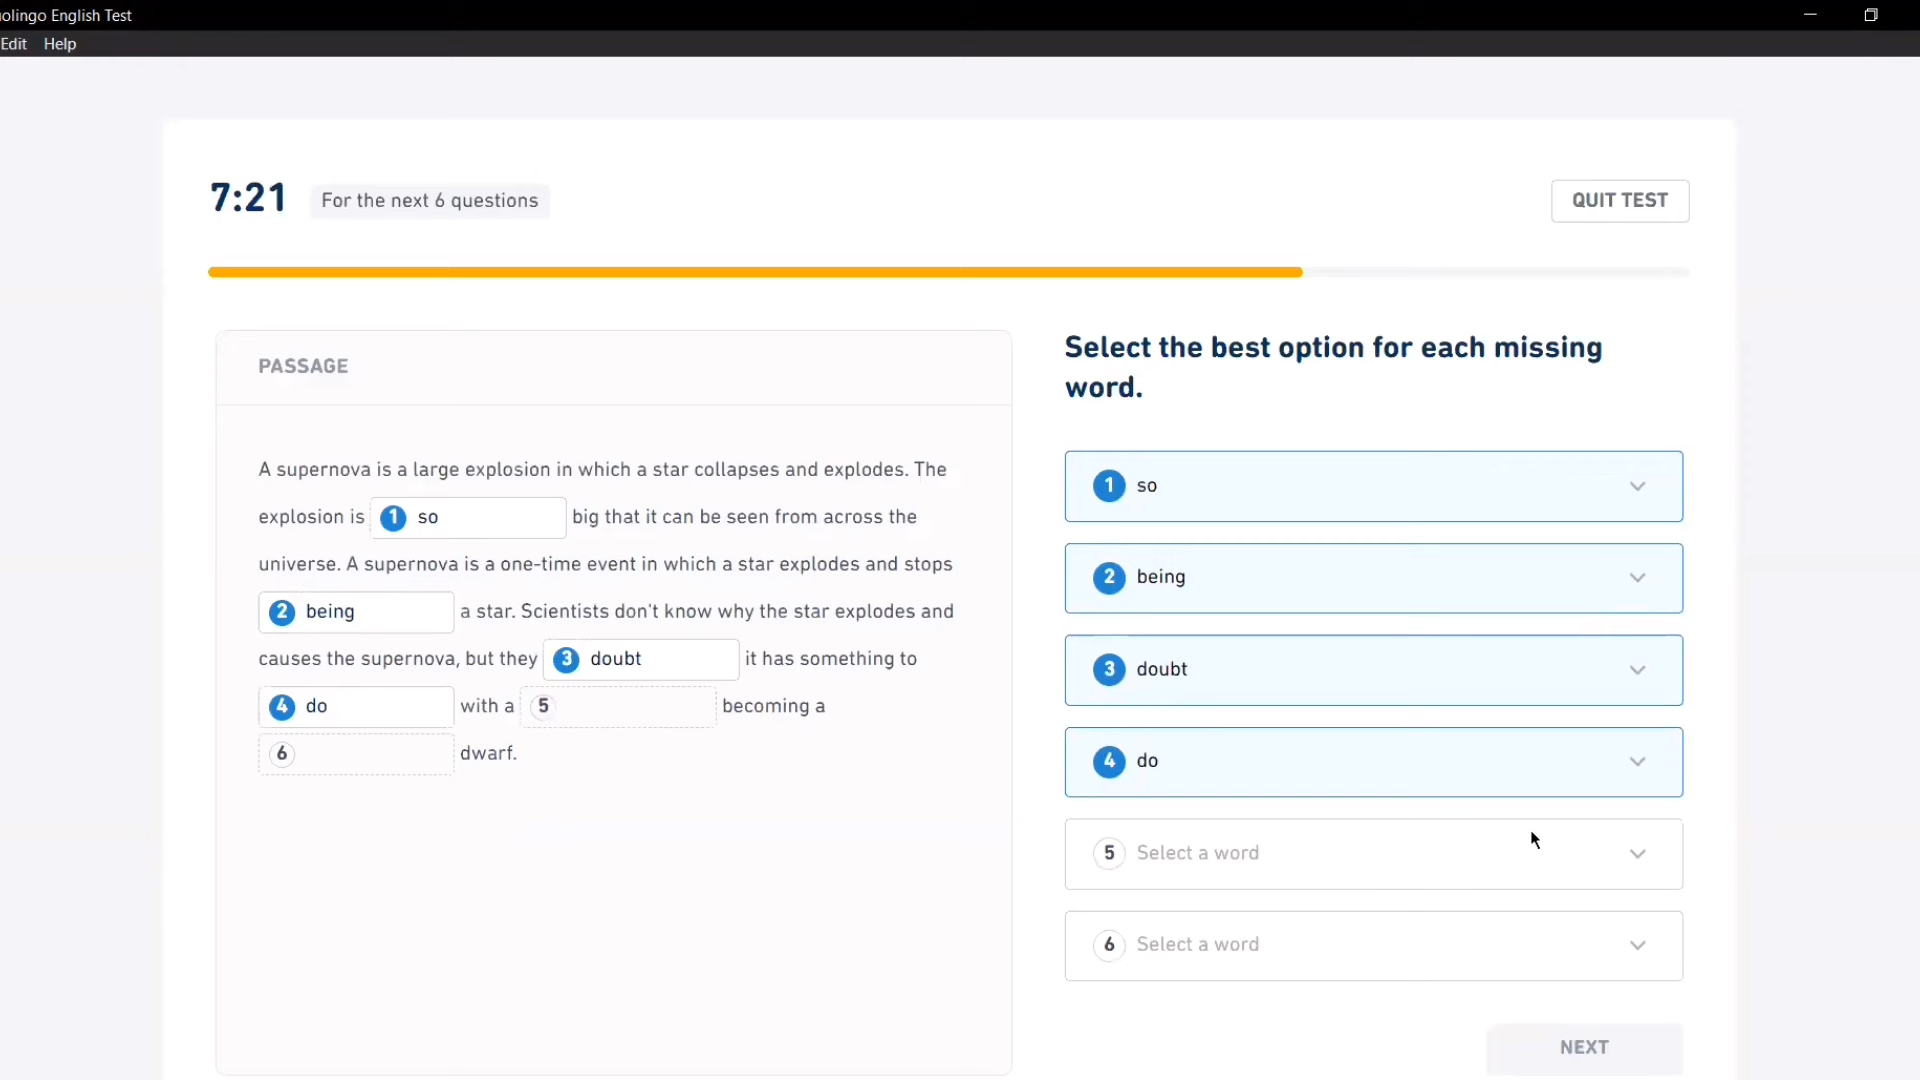 olingo English Test
Edit Help
7:21 For the next 6 questions
QUIT TEST
PASSAGE
A supernova is a large explosion in which a star collapses and explodes. The
explosion is 1 so big that it can be seen from across the
universe. A supernova is a one-time event in which a star explodes and stops
2 being a star. Scientists don't know why the star explodes and
causes the supernova, but they 3 doubt it has something to
4 do with a 5 becoming a
6 dwarf.
Select the best option for each missing
word.
1 so
2 being
3 doubt
4 do
5 Select a word
6 Select a word
NEXT